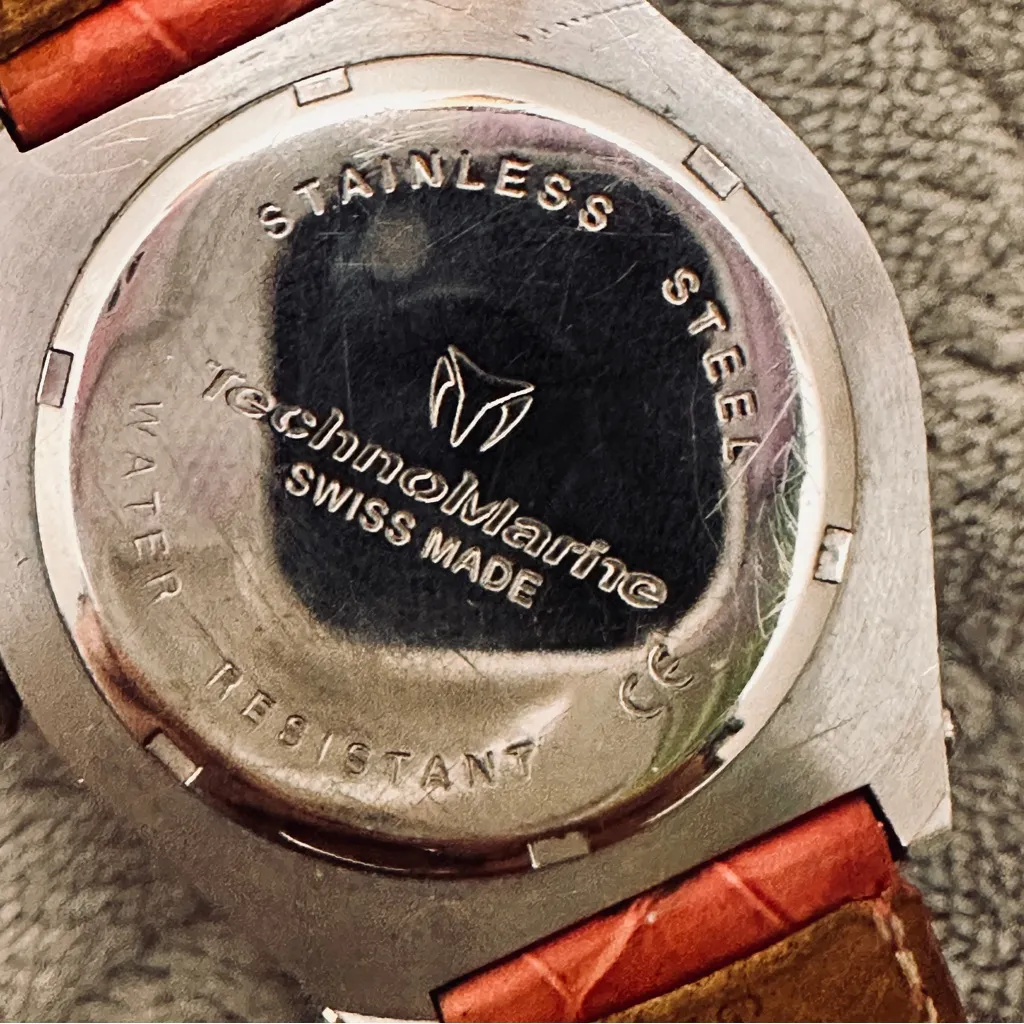 STAINLESS STEEL
TechnoMarine
SWISS MADE
CE
WATER RESISTANT